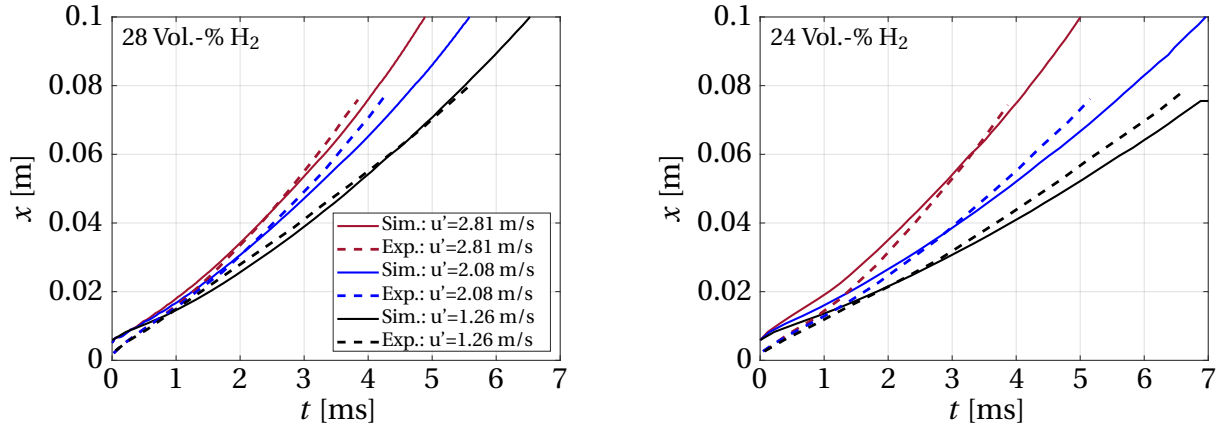 28 Vol.-% H₂
x [m]
0.1
0.08
0.06
0.04
0.02
0
Sim.: u'=2.81 m/s
Exp.: u'=2.81 m/s
Sim.: u'=2.08 m/s
Exp.: u'=2.08 m/s
Sim.: u'=1.26 m/s
Exp.: u'=1.26 m/s
0 1 2 3 4 5 6 7
t [ms]
24 Vol.-% H₂
x [m]
0.1
0.08
0.06
0.04
0.02
0
0 1 2 3 4 5 6 7
t [ms]